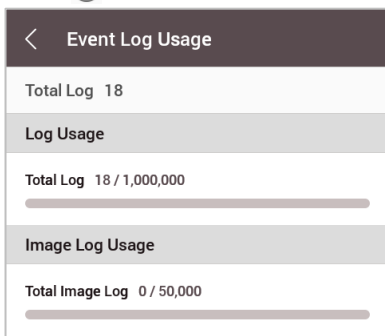 Event Log Usage
Total Log 18
Log Usage
Total Log 18 / 1,000,000
Image Log Usage
Total Image Log 0 / 50,000